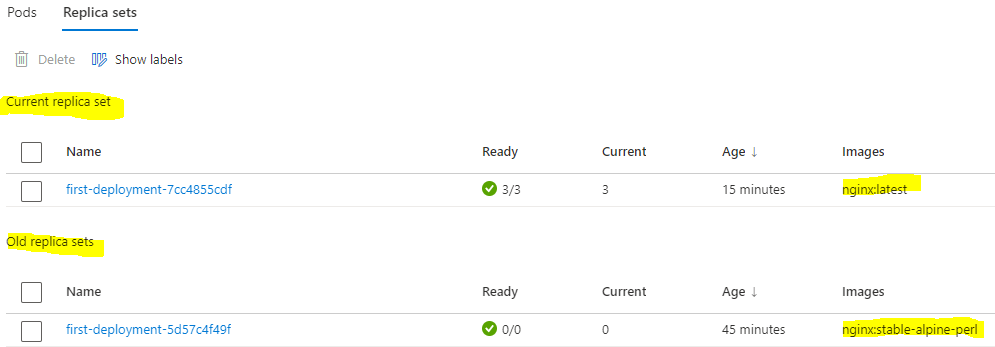 Pods Replica sets
Delete Show labels
Current replica set
Name Ready Current Age ↓ Images
first-deployment-7cc4855cdf 3/3 3 15 minutes nginx:latest
Old replica sets
Name Ready Current Age ↓ Images
first-deployment-5d57c4f49f 0/0 0 45 minutes nginx:stable-alpine-perl